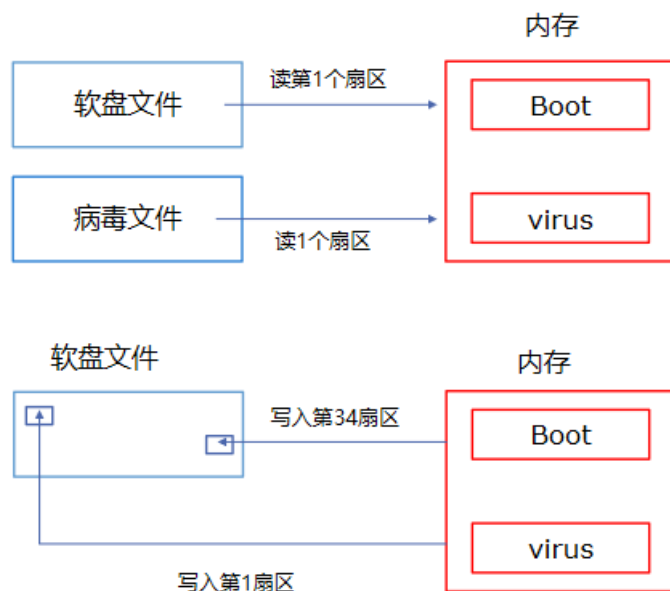 内存
软盘文件
读第1个扇区
Boot
病毒文件
读1个扇区
virus
软盘文件
内存
写入第34扇区
Boot
virus
写入第1扇区